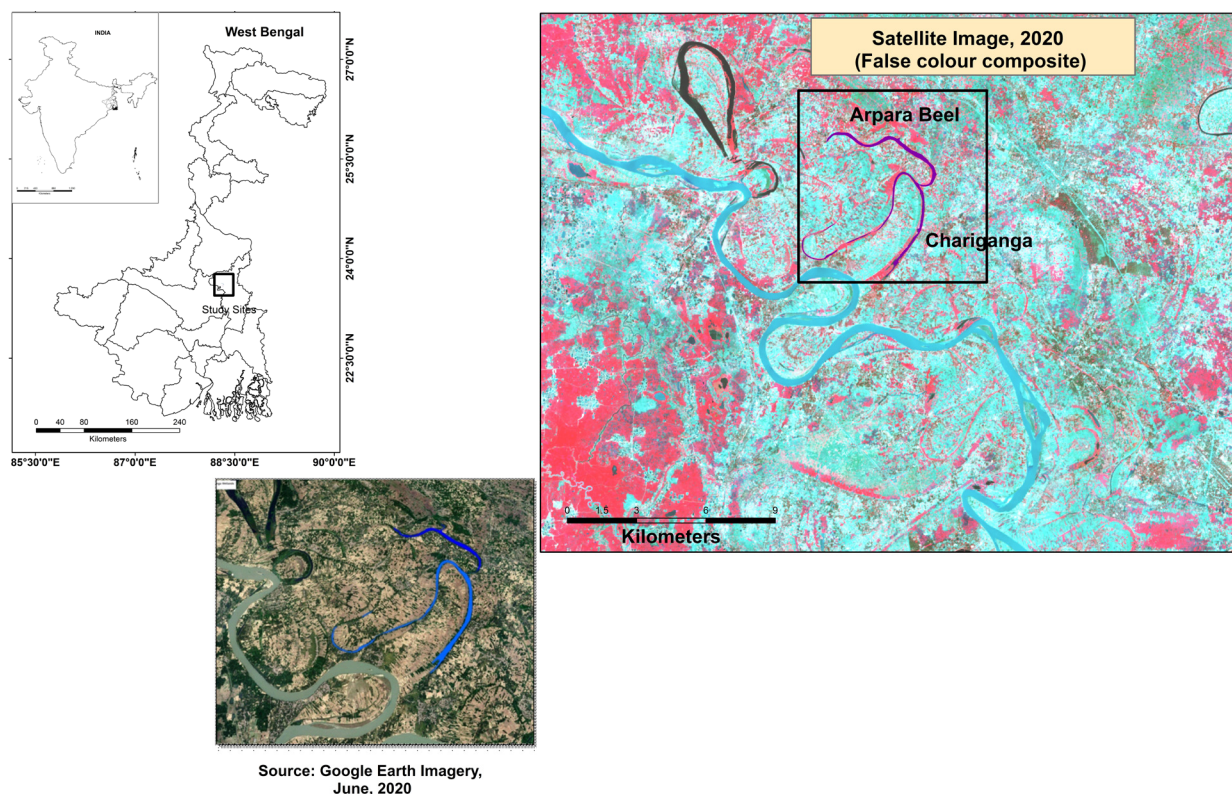 INDIA
West Bengal
27°0'0"N
25°30'0"N
24°0'0"N
22°30'0"N
Study Sites
0 40 80 160 240
Kilometers
85°30'0"E 87°0'0"E 88°30'0"E 90°0'0"E
Satellite Image, 2020
(False colour composite)
Arpara Beel
Chariganga
0 1.5 3 6 9
Kilometers
Source: Google Earth Imagery,
June, 2020